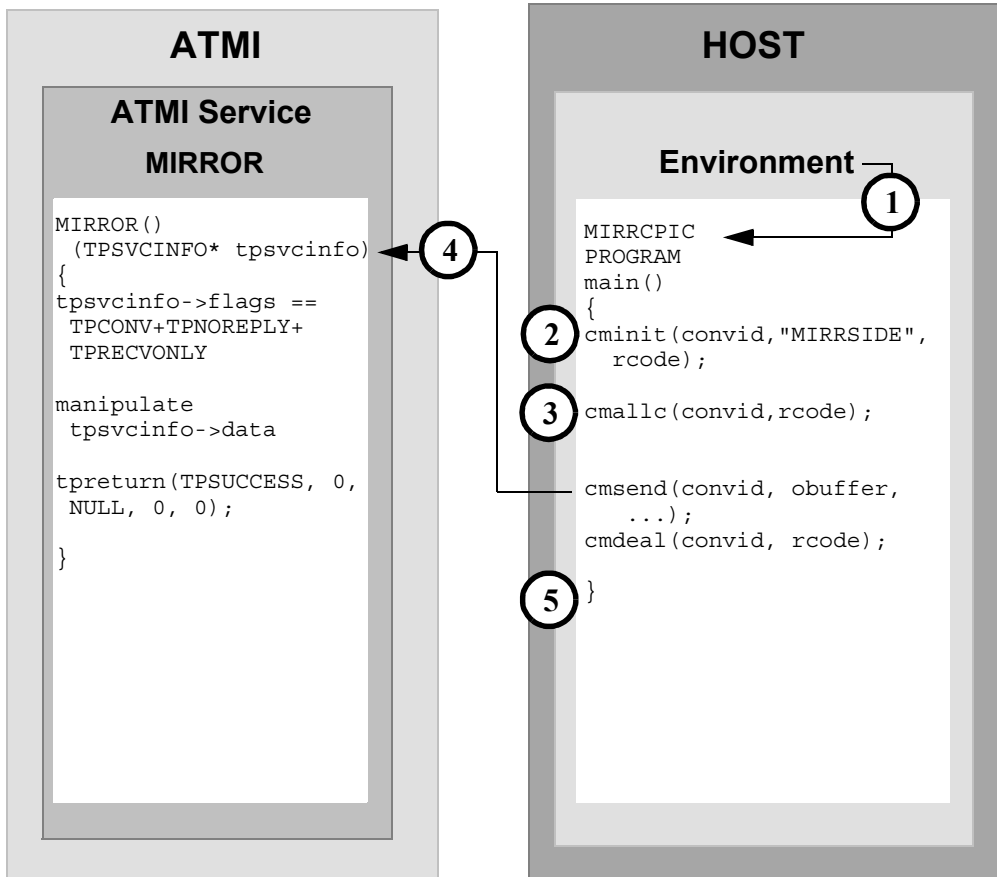 ATMI
ATMI Service
MIRROR
MIRROR()
(TPSVCINFO* tpsvcinfo)
{
tpsvcinfo->flags ==
TPCONV+TPNOREPLY+
TPRECVONLY
manipulate
tpsvcinfo->data
tpreturn(TPSUCCESS, 0,
NULL, 0, 0);
}
4
HOST
Environment
1
MIRRCPIC
PROGRAM
main()
{
2
cminit(convid,"MIRRSIDE",
rcode);
3
cmallc(convid,rcode);
cmsend(convid, obuffer,
...);
cmdeal(convid, rcode);
5
}